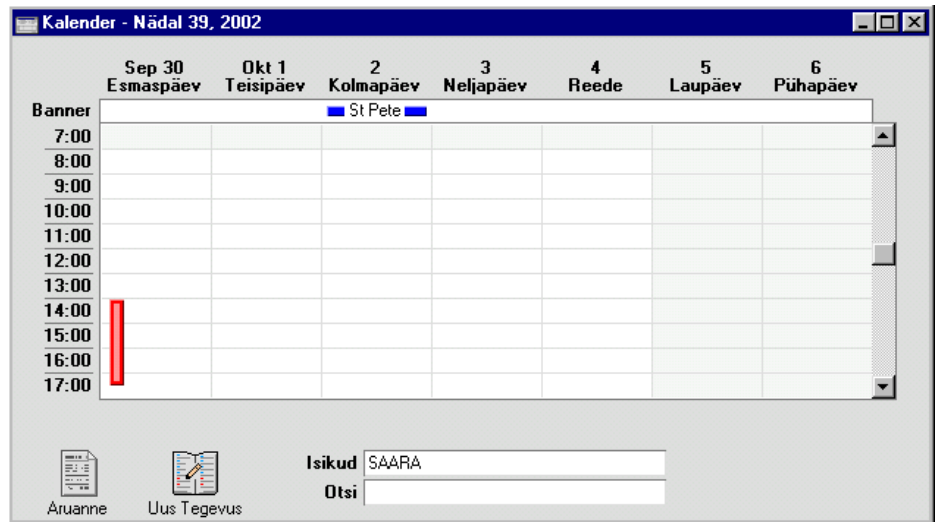 Kalender - Nädal 39, 2002
Sep 30 Okt 1 2 3 4 5 6
Esmaspäev Teisipäev Kolmapäev Neljapäev Reede Laupäev Pühapäev
Banner St Pete
7:00
8:00
9:00
10:00
11:00
12:00
13:00
14:00
15:00
16:00
17:00
Isikud SAARA
Otsi
Aruanne Uus Tegevus